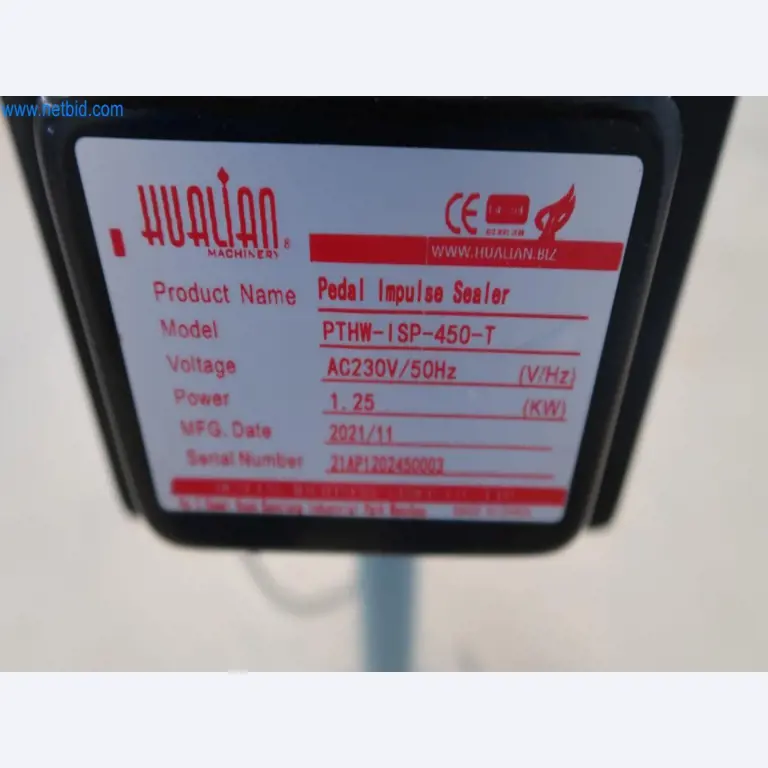 www.netbid.com
HUALIAN®
MACHINERY
CE
WWW.HUALIAN.BIZ
Product Name Pedal Impulse Sealer
Model PTHW-ISP-450-T
Voltage AC230V/50Hz (V/Hz)
Power 1.25 (KW)
MFG. Date 2021/11
Serial Number 21AP1202450003